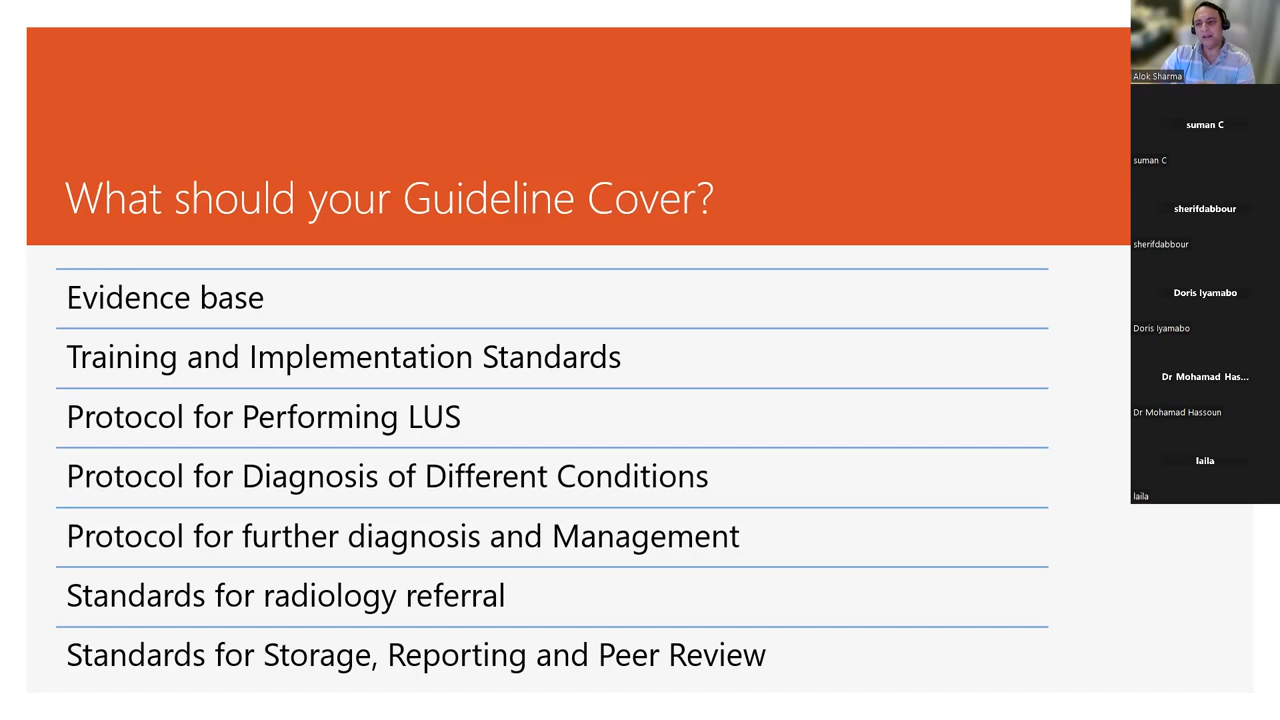 What should your Guideline Cover?
Evidence base
Training and Implementation Standards
Protocol for Performing LUS
Protocol for Diagnosis of Different Conditions
Protocol for further diagnosis and Management
Standards for radiology referral
Standards for Storage, Reporting and Peer Review
Alok Sharma
suman C
suman C
sherifdabbour
sherifdabbour
Doris Iyamabo
Doris Iyamabo
Dr Mohamad Has...
Dr Mohamad Hassoun
laila
laila